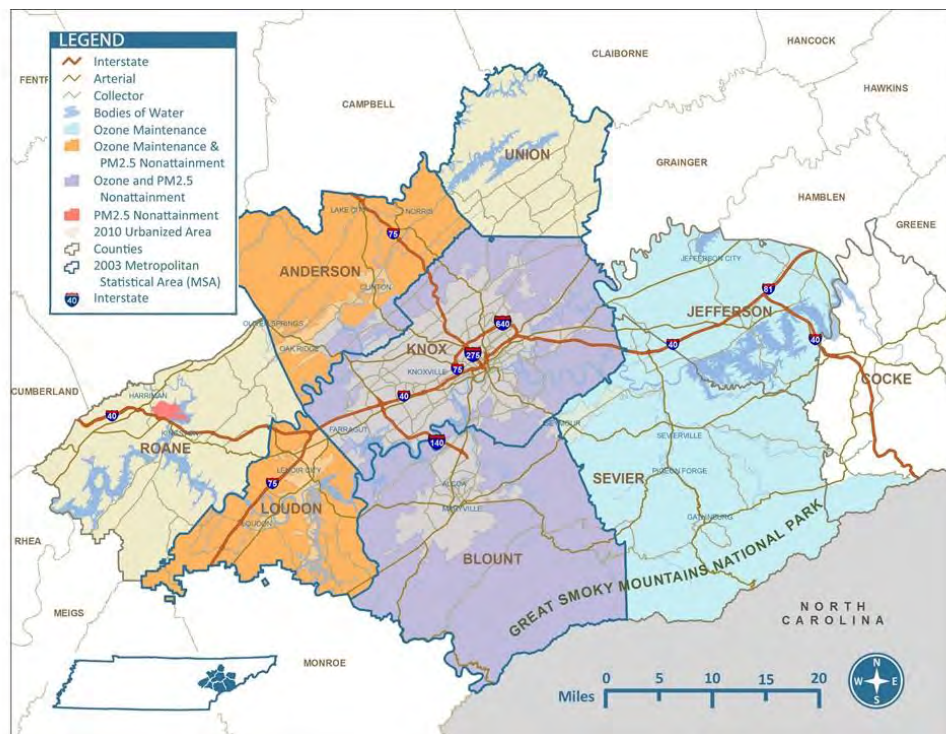 LEGEND
Interstate
Arterial
Collector
Bodies of Water
Ozone Maintenance
Ozone Maintenance &
PM2.5 Nonattainment
Ozone and PM2.5
Nonattainment
PM2.5 Nonattainment
2010 Urbanized Area
Counties
2003 Metropolitan
Statistical Area (MSA)
40
Interstate
HANCOCK
CLAIBORNE
HAWKINS
CAMPBELL
UNION
GRAINGER
HAMBLEN
GREENE
LAKE CITY
NORRIS
75
ANDERSON
CLINTON
JEFFERSON CITY
81
JEFFERSON
OLIVER SPRINGS
OAK RIDGE
640
KNOX
275
40
40
75
KNOXVILLE
COCKE
CUMBERLAND
HARRIMAN
40
40
KINGSTON
ROANE
FARRAGUT
140
SEYMOUR
SEVIERVILLE
LENOIR CITY
75
PIGEON FORGE
SEVIER
ALCOA
MARYVILLE
LOUDON
LOUDON
GATLINBURG
RHEA
BLOUNT
GREAT SMOKY MOUNTAINS NATIONAL PARK
MEIGS
NORTH
CAROLINA
MONROE
N
W E
S
0 5 10 15 20
Miles